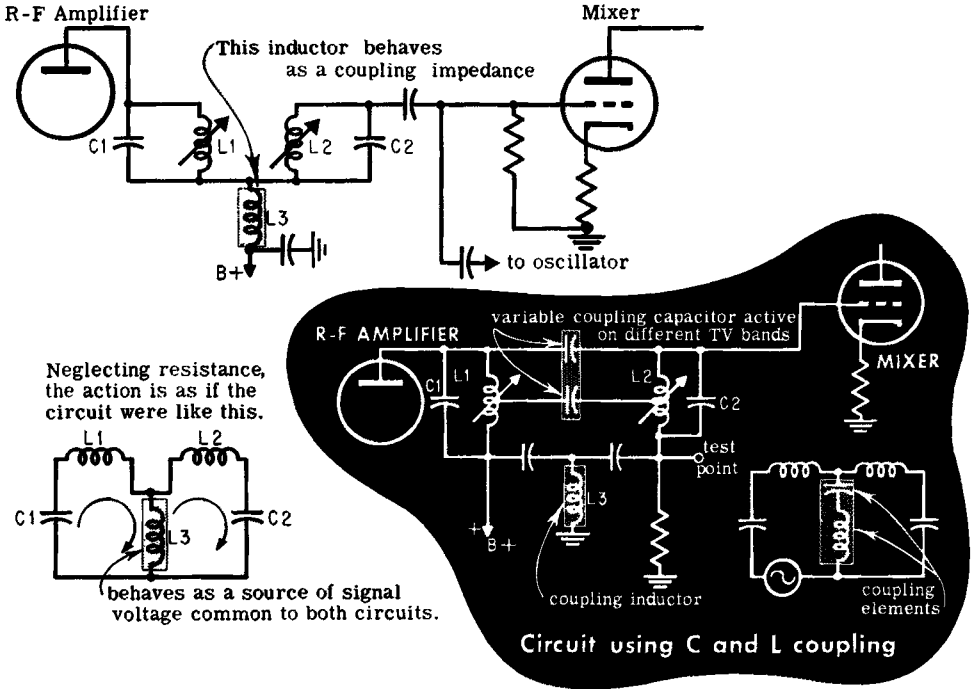 R-F Amplifier
Mixer
This inductor behaves
as a coupling impedance
C1
L1
L2
C2
L3
B+
to oscillator
Neglecting resistance,
the action is as if the
circuit were like this.
L1
L2
C1
C2
L3
behaves as a source of signal
voltage common to both circuits.
variable coupling capacitor active
on different TV bands
R-F AMPLIFIER
MIXER
C1
L1
L2
C2
test
point
L3
+
B+
coupling inductor
coupling
elements
Circuit using C and L coupling